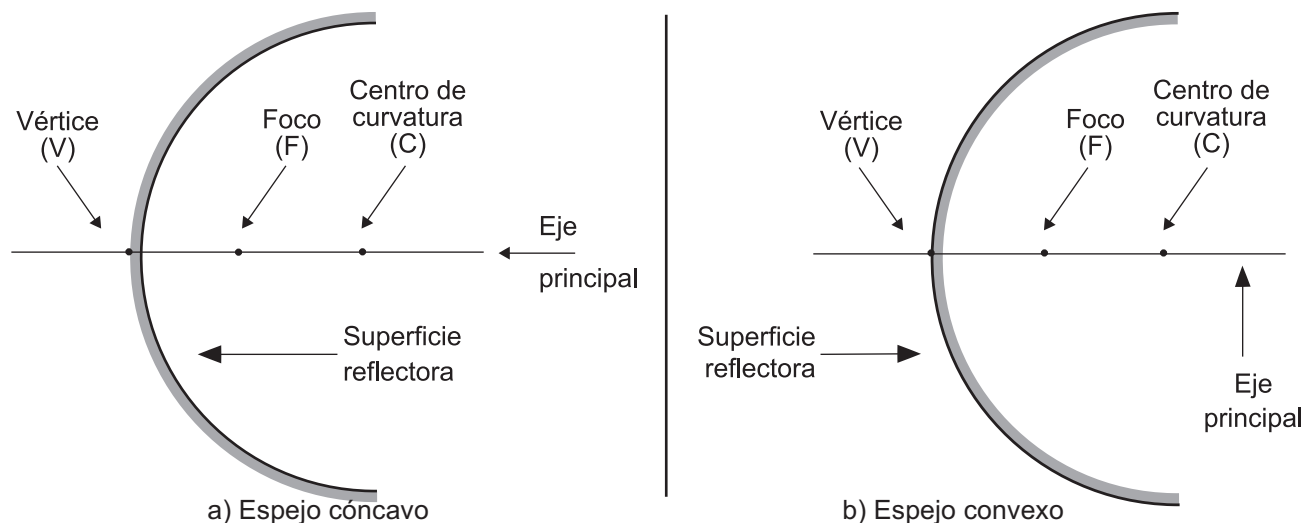 Vértice
(V)
Foco
(F)
Centro de
curvatura
(C)
Eje
principal
Superficie
reflectora
a) Espejo cóncavo
Vértice
(V)
Foco
(F)
Centro de
curvatura
(C)
Superficie
reflectora
Eje
principal
b) Espejo convexo